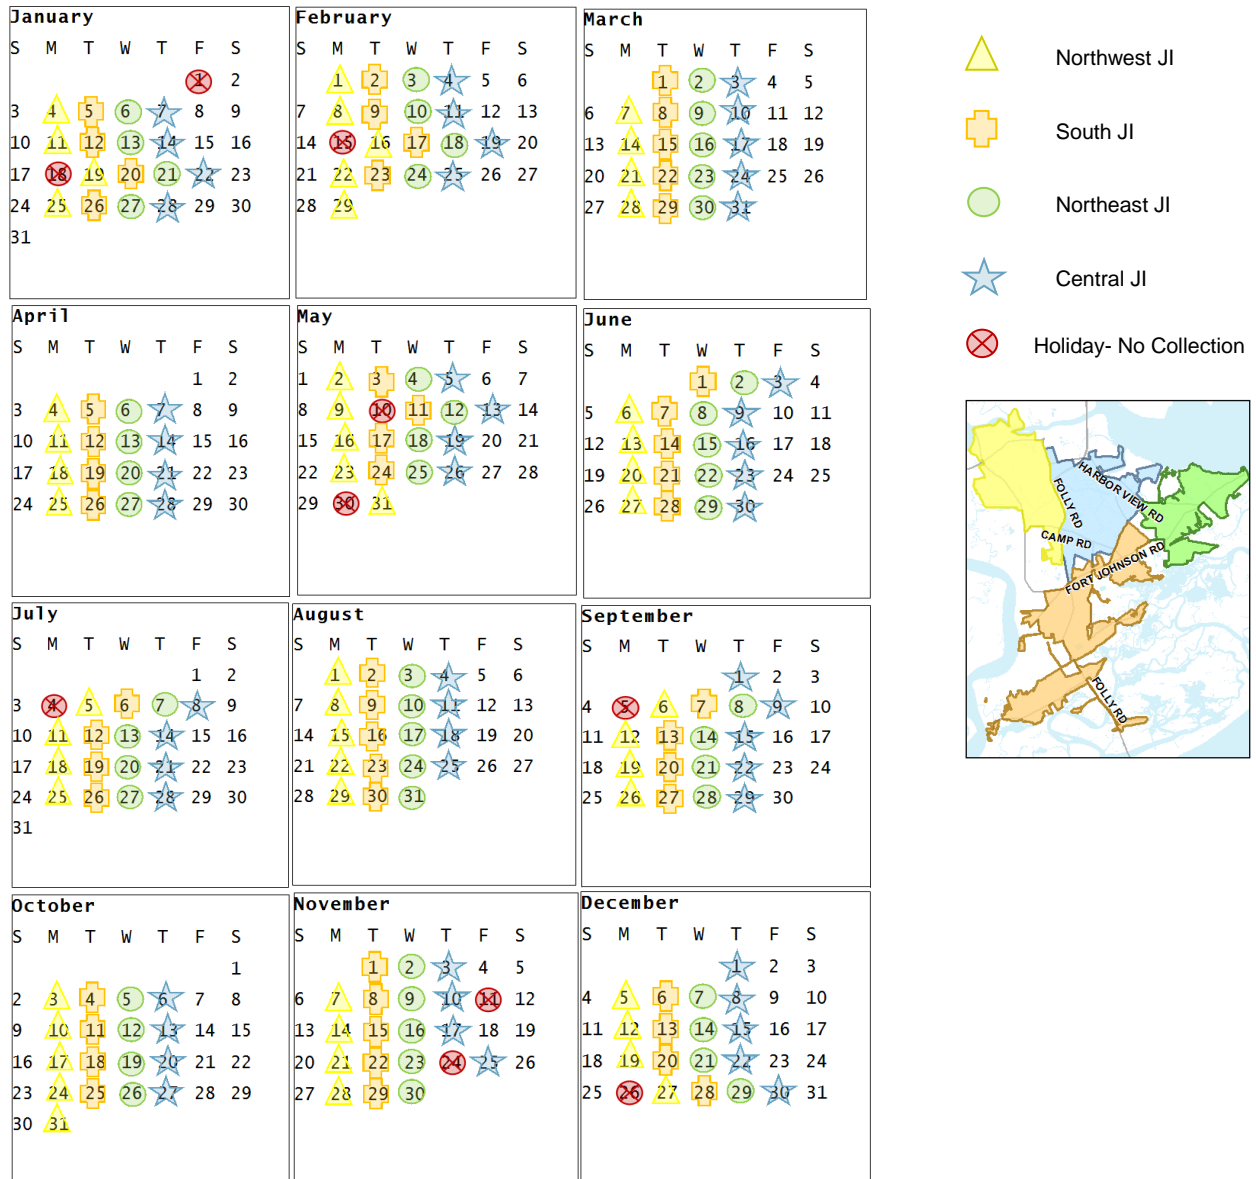 January
S M T W T F S
1 2
3 4 5 6 7 8 9
10 11 12 13 14 15 16
17 18 19 20 21 22 23
24 25 26 27 28 29 30
31
February
S M T W T F S
1 2 3 4 5 6
7 8 9 10 11 12 13
14 15 16 17 18 19 20
21 22 23 24 25 26 27
28 29
March
S M T W T F S
1 2 3 4 5
6 7 8 9 10 11 12
13 14 15 16 17 18 19
20 21 22 23 24 25 26
27 28 29 30 31
Northwest JI
South JI
Northeast JI
Central JI
Holiday- No Collection
April
S M T W T F S
1 2
3 4 5 6 7 8 9
10 11 12 13 14 15 16
17 18 19 20 21 22 23
24 25 26 27 28 29 30
May
S M T W T F S
1 2 3 4 5 6 7
8 9 10 11 12 13 14
15 16 17 18 19 20 21
22 23 24 25 26 27 28
29 30 31
June
S M T W T F S
1 2 3 4
5 6 7 8 9 10 11
12 13 14 15 16 17 18
19 20 21 22 23 24 25
26 27 28 29 30
HARBOR VIEW RD
FOLLY RD
CAMP RD
FORT JOHNSON RD
FOLLY RD
July
S M T W T F S
1 2
3 4 5 6 7 8 9
10 11 12 13 14 15 16
17 18 19 20 21 22 23
24 25 26 27 28 29 30
31
August
S M T W T F S
1 2 3 4 5 6
7 8 9 10 11 12 13
14 15 16 17 18 19 20
21 22 23 24 25 26 27
28 29 30 31
September
S M T W T F S
1 2 3
4 5 6 7 8 9 10
11 12 13 14 15 16 17
18 19 20 21 22 23 24
25 26 27 28 29 30
October
S M T W T F S
1
2 3 4 5 6 7 8
9 10 11 12 13 14 15
16 17 18 19 20 21 22
23 24 25 26 27 28 29
30 31
November
S M T W T F S
1 2 3 4 5
6 7 8 9 10 11 12
13 14 15 16 17 18 19
20 21 22 23 24 25 26
27 28 29 30
December
S M T W T F S
1 2 3
4 5 6 7 8 9 10
11 12 13 14 15 16 17
18 19 20 21 22 23 24
25 26 27 28 29 30 31